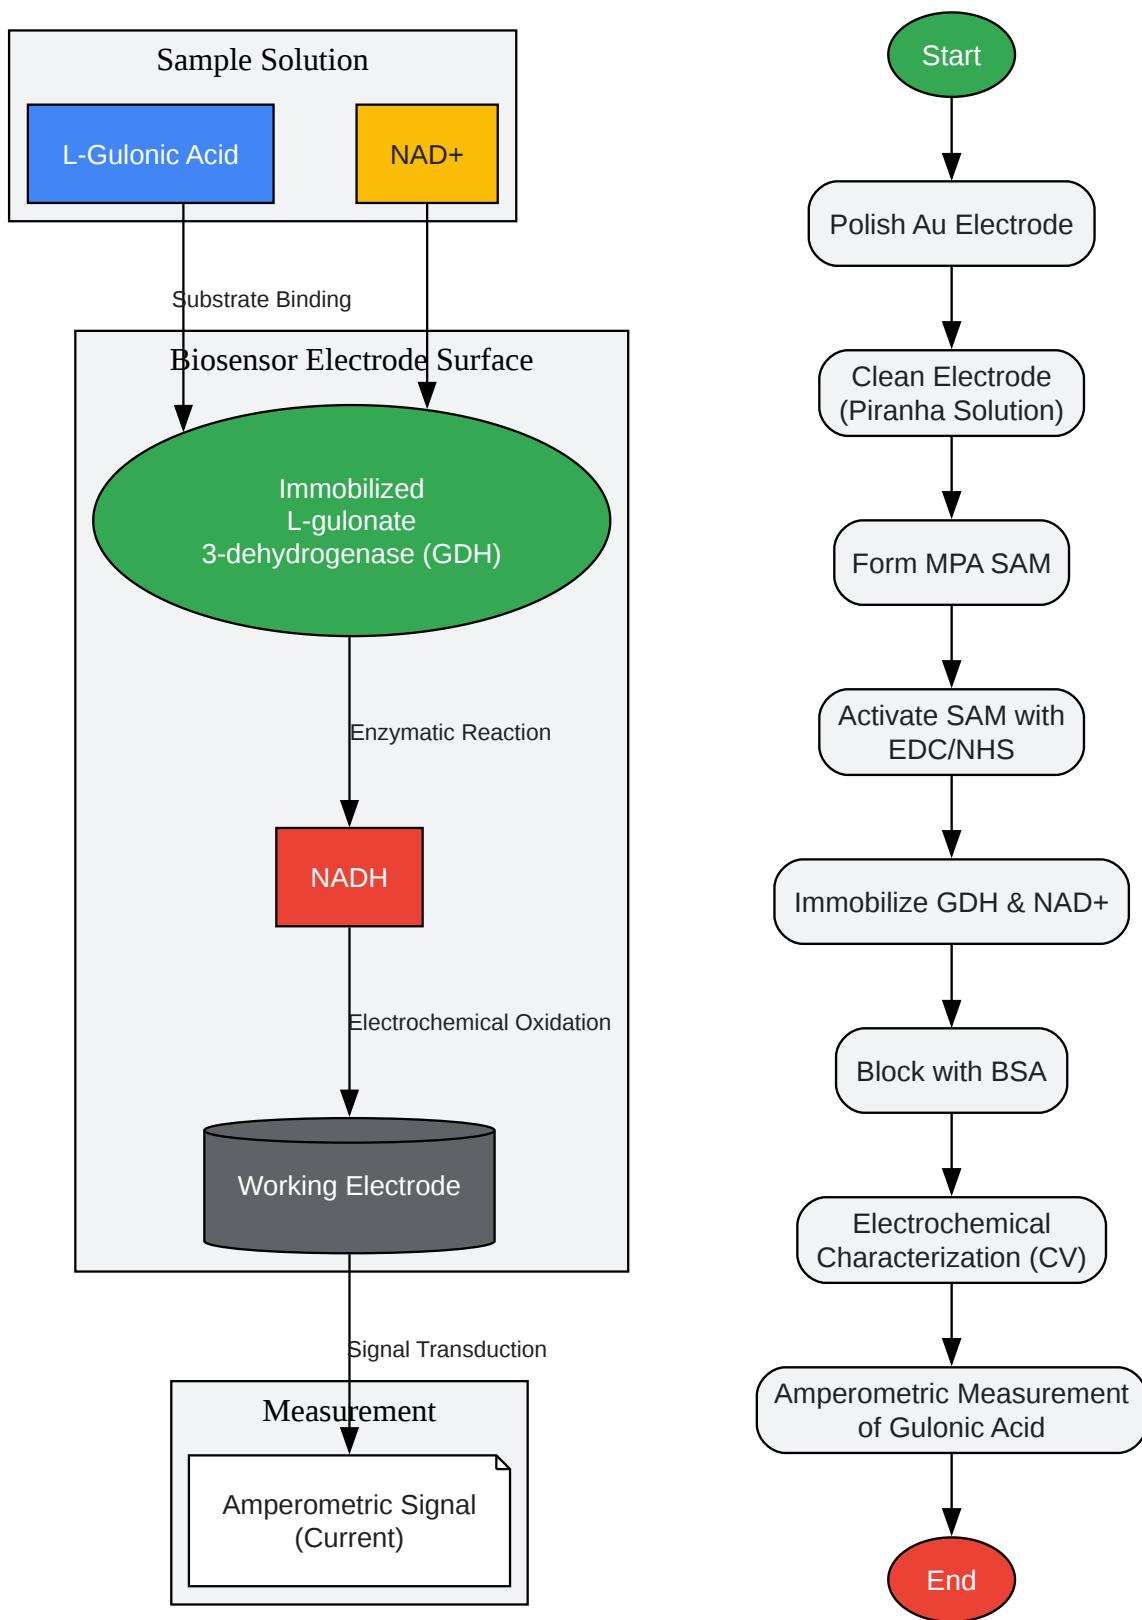 Sample Solution
L-Gulonic Acid
NAD+
Substrate Binding
Biosensor Electrode Surface
Immobilized
L-gulonate
3-dehydrogenase (GDH)
Enzymatic Reaction
NADH
Electrochemical Oxidation
Working Electrode
Signal Transduction
Measurement
Amperometric Signal
(Current)
Start
Polish Au Electrode
Clean Electrode
(Piranha Solution)
Form MPA SAM
Activate SAM with
EDC/NHS
Immobilize GDH & NAD+
Block with BSA
Electrochemical
Characterization (CV)
Amperometric Measurement
of Gulonic Acid
End